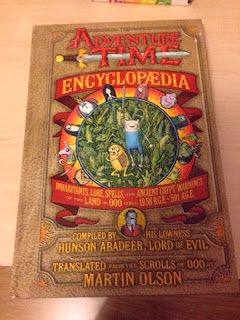 THE
ADVENTURE
TIME
ENCYCLOPÆDIA
INHABITANTS, LORE, SPELLS, AND ANCIENT CRYPT WARNINGS
OF THE LAND OF OOO CIRCA 19.56 B.G.E. - 501 A.G.E.
COMPILED BY HIS LOWNESS
HUNSON ABADEER, LORD OF EVIL
TRANSLATED FROM THE SCROLLS OF OOO BY
MARTIN OLSON